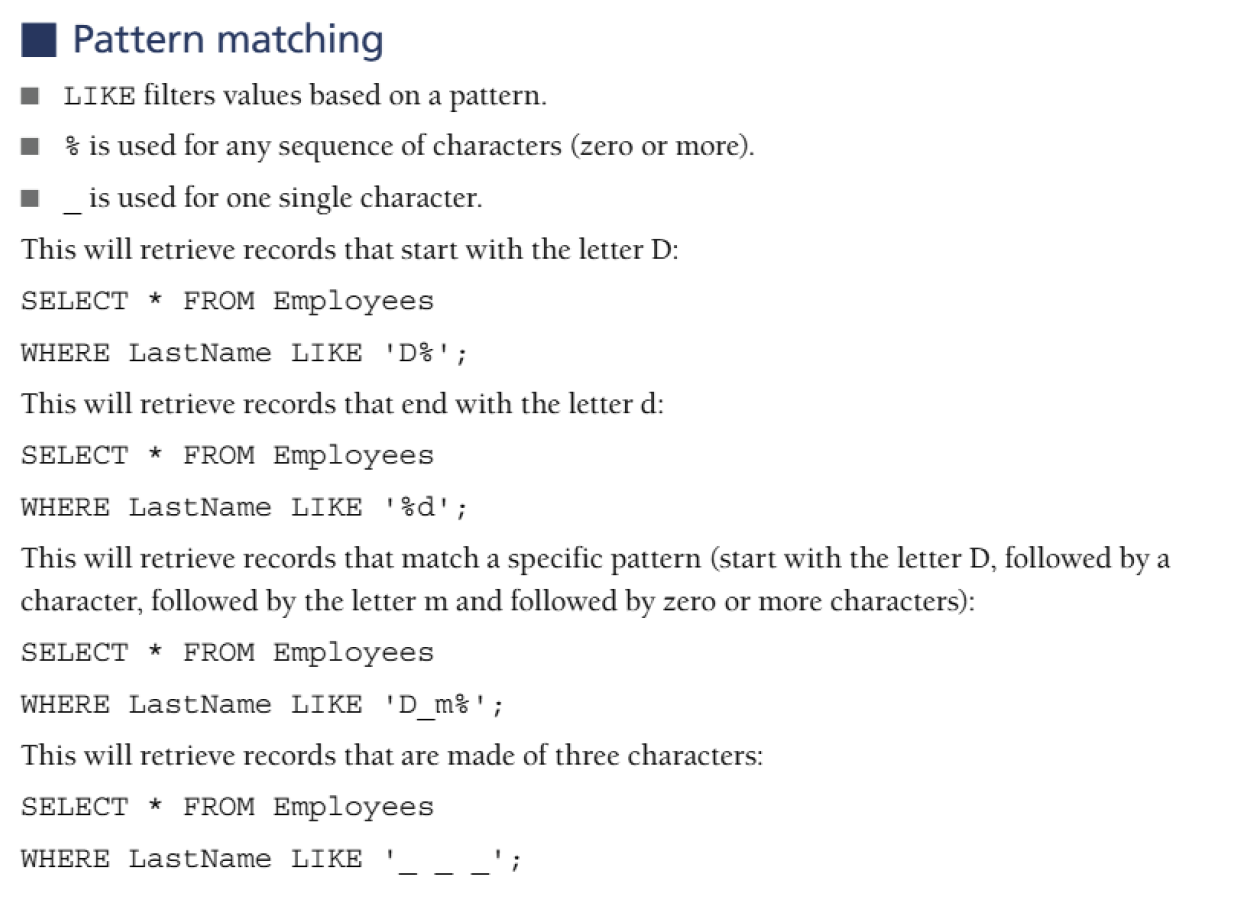 Pattern matching
LIKE filters values based on a pattern.
% is used for any sequence of characters (zero or more).
_ is used for one single character.
This will retrieve records that start with the letter D:
SELECT * FROM Employees
WHERE LastName LIKE 'D%';
This will retrieve records that end with the letter d:
SELECT * FROM Employees
WHERE LastName LIKE '%d';
This will retrieve records that match a specific pattern (start with the letter D, followed by a
character, followed by the letter m and followed by zero or more characters):
SELECT * FROM Employees
WHERE LastName LIKE 'D_m%';
This will retrieve records that are made of three characters:
SELECT * FROM Employees
WHERE LastName LIKE '_ _ _';